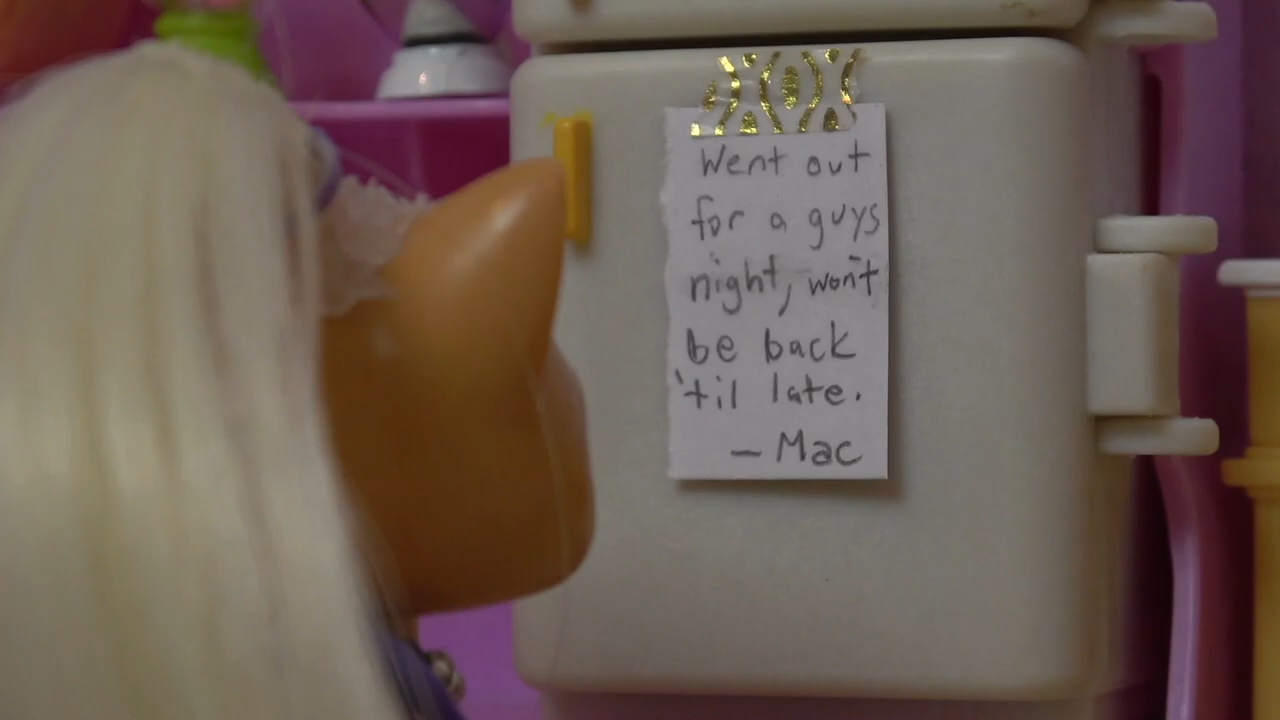 Went out
for a guys
night, won't
be back
'til late.
– Mac